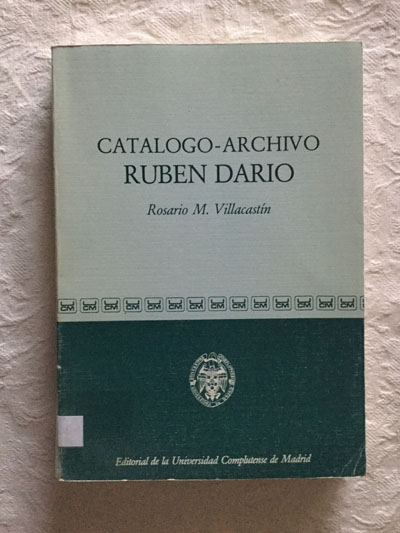 CATALOGO-ARCHIVO
RUBEN DARIO
Rosario M. Villacastín
Editorial de la Universidad Complutense de Madrid